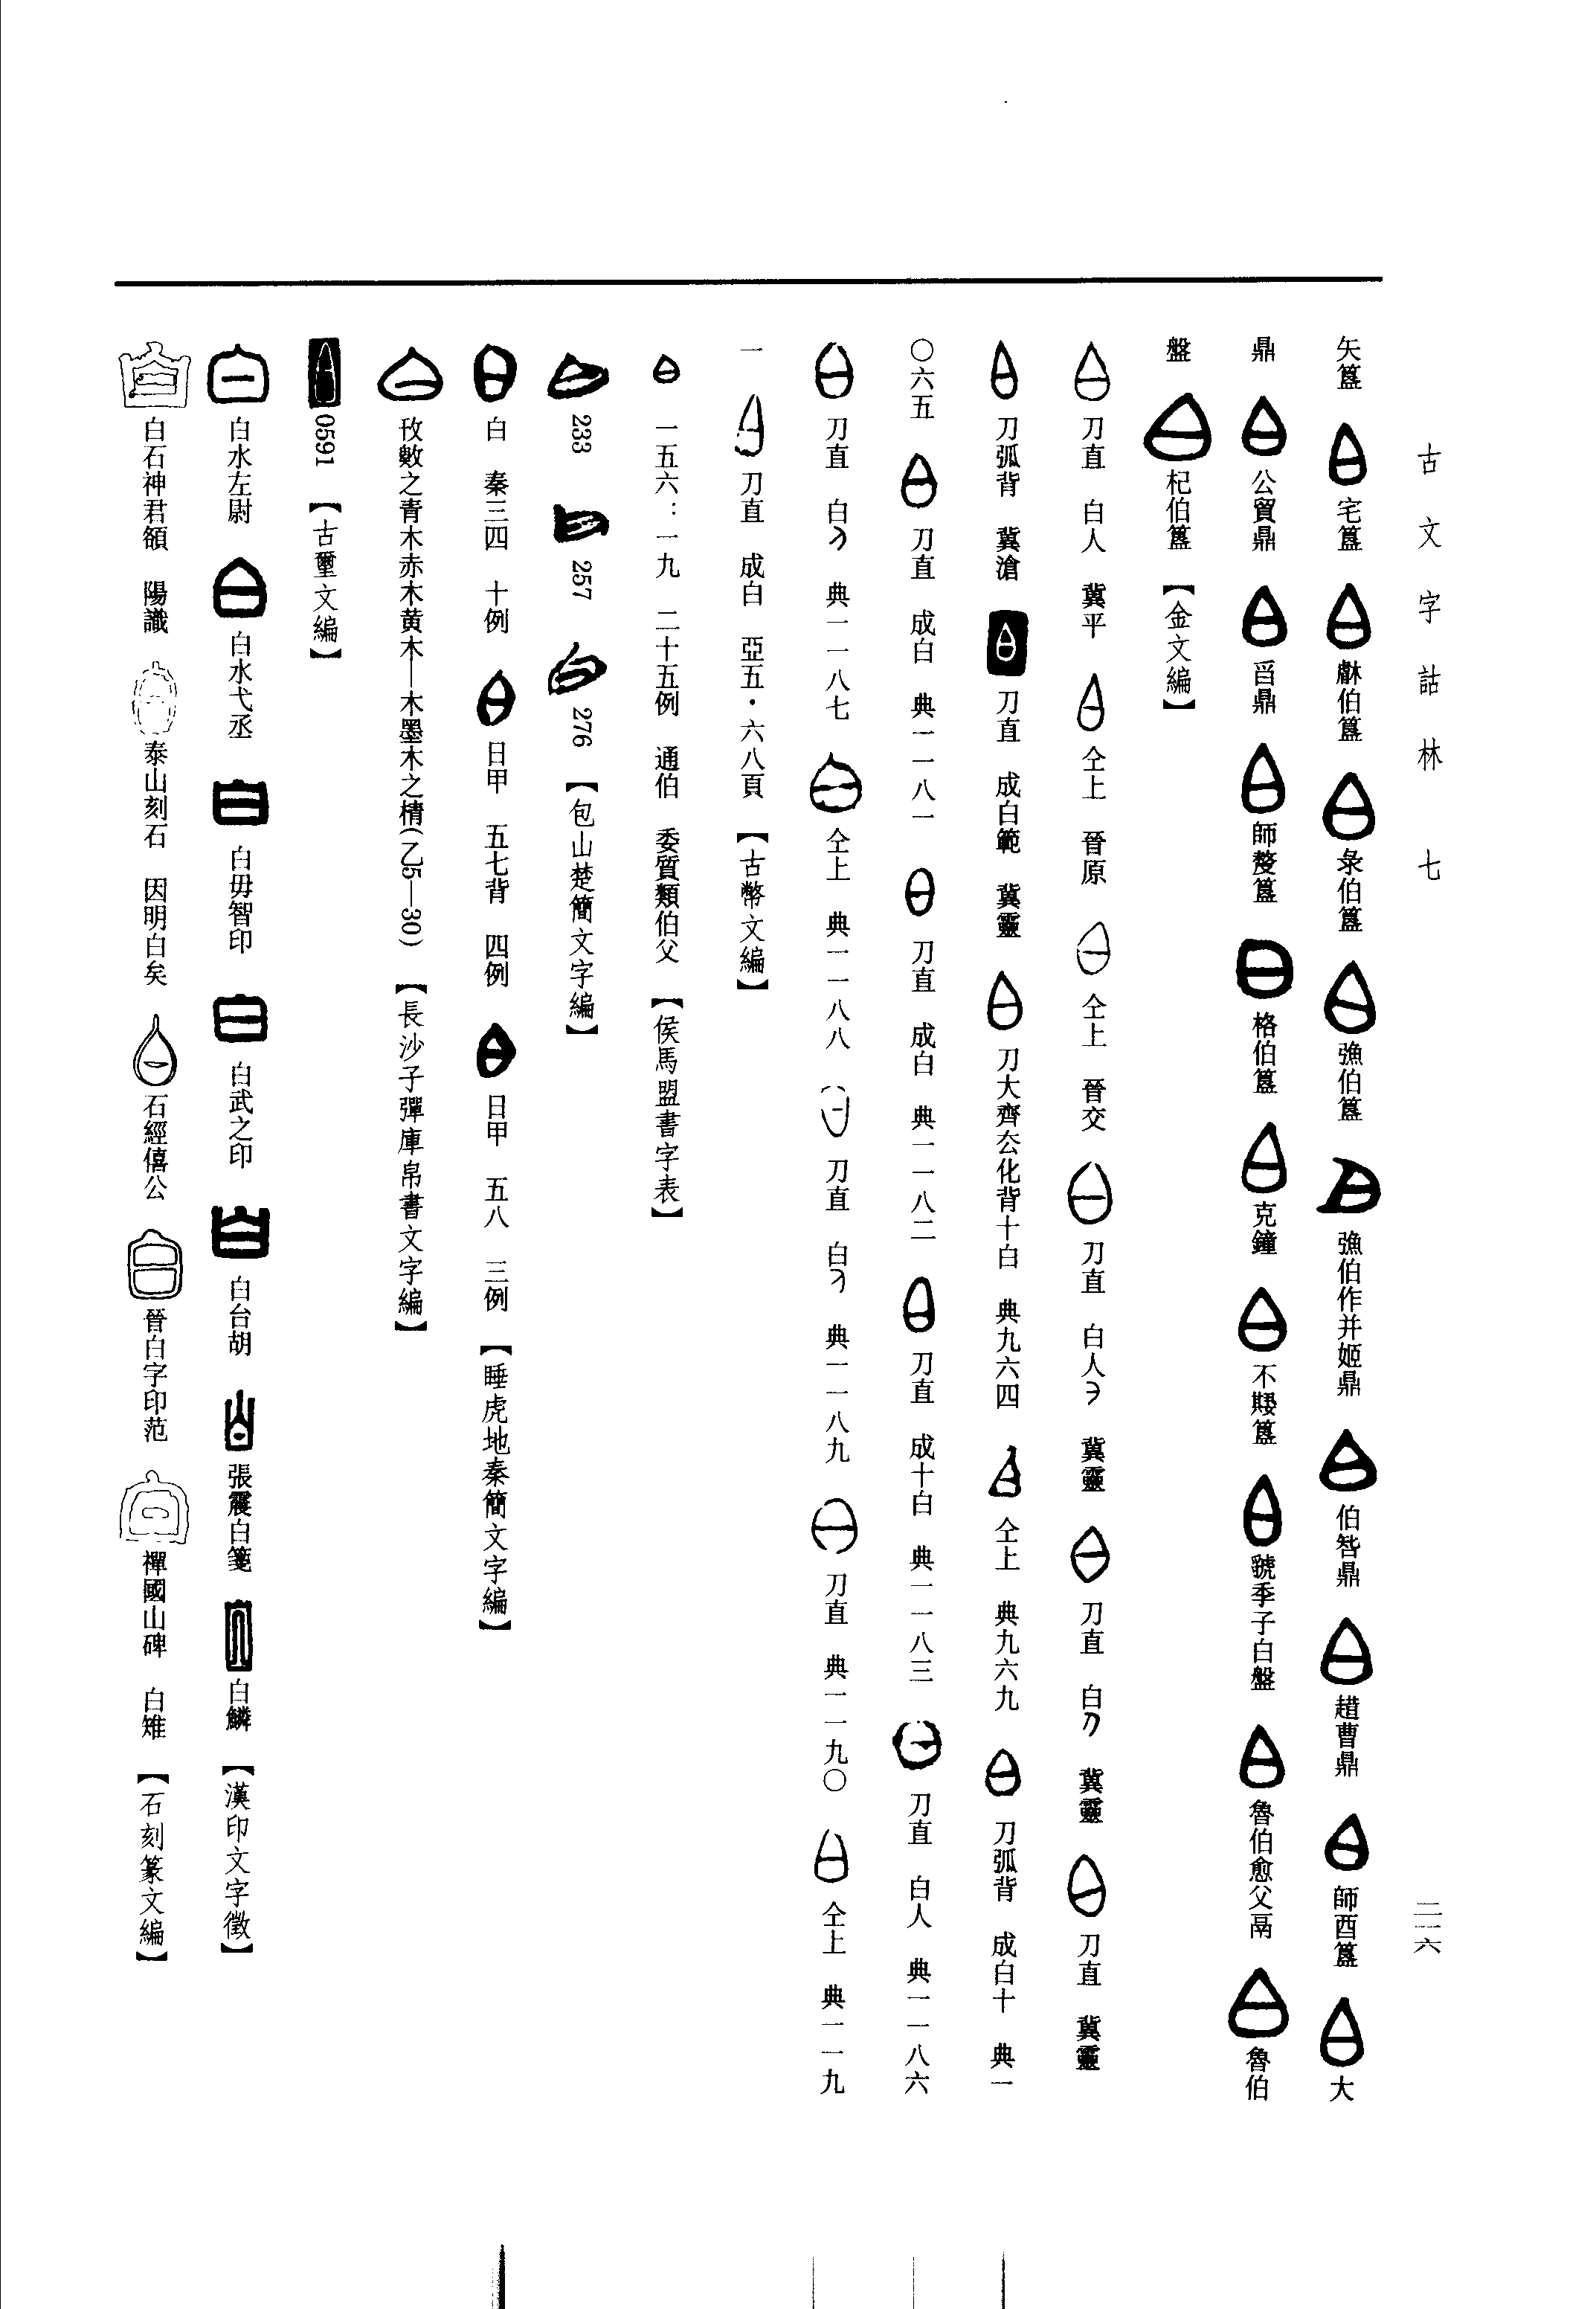 古文字詁林 七
二一六
矢簋 宅簋 㝬伯簋 彔伯簋 伯簋 伯作井姬鼎 伯智鼎 趙曹鼎 師酉簋 大
鼎 公貿鼎 舀鼎 師𠩺簋 格伯簋 克鐘 不簋 虢季子白盤 魯伯愈父鬲 魯伯
盤 杞伯簋 【金文編】
刀直 白人 冀平 仝上 晉原 仝上 晉交 刀直 白人 冀靈 刀直 白 冀靈 刀直 冀靈
刀弧背 冀滄 刀直 成白範 冀靈 刀大齊厺化背十白 典九六四 仝上 典九六九 刀弧背 成白十 典一
〇六五 刀直 成白 典一一八一 刀直 成白 典一一八二 刀直 成十白 典一一八三 刀直 白人 典一一八六
刀直 白 典一一八七 仝上 典一一八八 刀直 白 典一一八九 刀直 典一一九〇 仝上 典一一九
一 刀直 成白 亞五·六八頁 【古幣文編】
一五六：一九 二十五例 通伯 委質類伯父 【侯馬盟書字表】
233 257 276 【包山楚簡文字編】
白 秦三四 十例 日甲 五七背 四例 日甲 五八 三例 【睡虎地秦簡文字編】
攼斁之青木赤木黄木—木墨木之棈(乙5—30) 【長沙子彈庫帛書文字編】
0591 【古璽文編】
白水左尉 白水弋丞 白毋智印 白武之印 白台胡 張震白箋 白鱗 【漢印文字徵】
白石神君額 陽識 泰山刻石 因明白矣 石經僖公 晉白字印范 禪國山碑 白雉 【石刻篆文編】